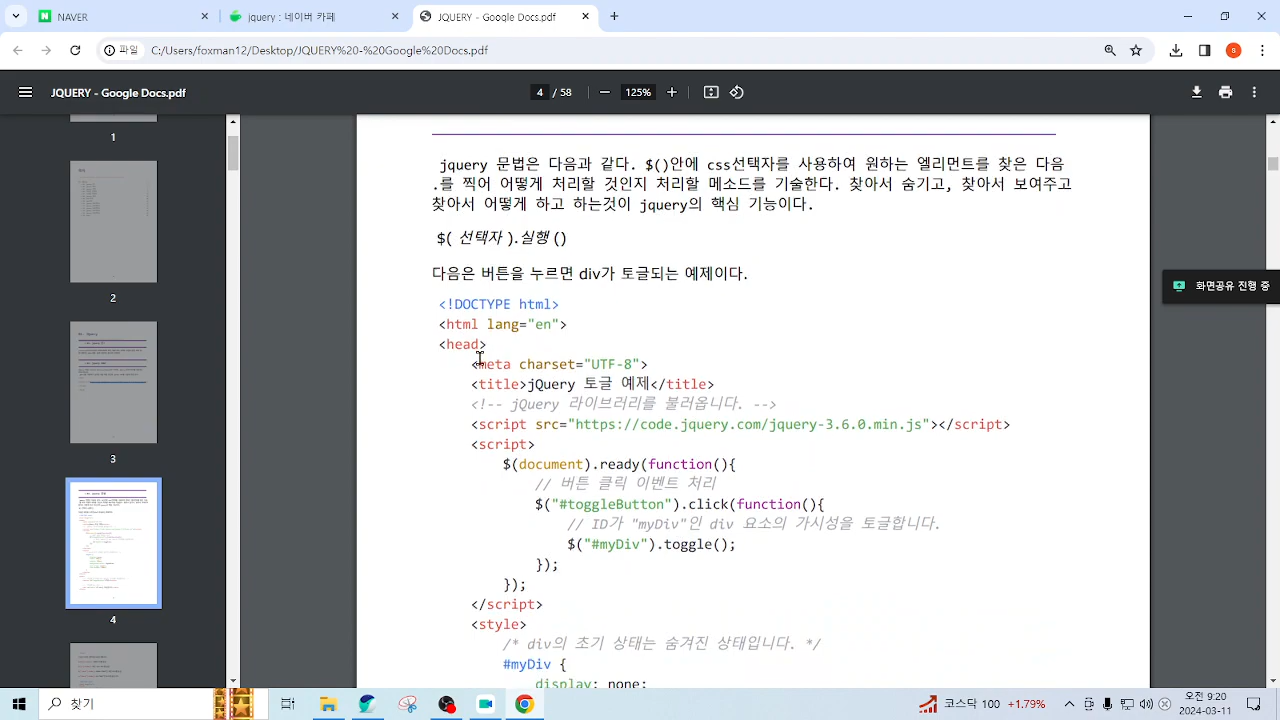 NAVER
jquery : 네이버 카페
JQUERY - Google Docs.pdf
파일
C:/Users/foxman12/Desktop/JQUERY%20-%20Google%20Docs.pdf
JQUERY - Google Docs.pdf
4 / 58
125%
1
2
3
4
jquery 문법은 다음과 같다. $()안에 css선택자를 사용하여 원하는 엘리먼트를 찾은 다음
.를 찍어 어떻게 처리할 것인지 처리할 메소드를 기술한다. 찾아서 숨기고, 찾아서 보여주고
찾아서 어떻게 하고 하는것이 jquery의 핵심 기능이다.
$( 선택자 ).실행 ()
다음은 버튼을 누르면 div가 토글되는 예제이다.
<!DOCTYPE html>
<html lang="en">
<head>
<meta charset="UTF-8">
<title>jQuery 토글 예제</title>
<!-- jQuery 라이브러리를 불러옵니다. -->
<script src="https://code.jquery.com/jquery-3.6.0.min.js"></script>
<script>
$(document).ready(function(){
// 버튼 클릭 이벤트 처리
$("#toggleButton").click(function(){
// ID가 "myDiv"인 div 요소의 가시성을 토글합니다.
$("#myDiv").toggle();
});
});
</script>
<style>
/* div의 초기 상태는 숨겨진 상태입니다. */
#myDiv {
display: none;
화면공유 진행 중
찾기
코스닥 100 +1.79%
오전 9:20
2024-03-11